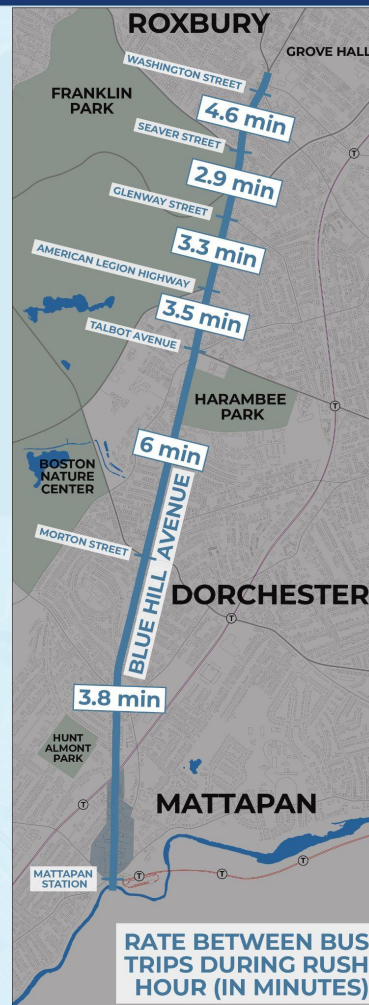 ROXBURY
GROVE HALL
WASHINGTON STREET
FRANKLIN
PARK
4.6 min
SEAVER STREET
T
2.9 min
GLENWAY STREET
3.3 min
AMERICAN LEGION HIGHWAY
3.5 min
TALBOT AVENUE
HARAMBEE
PARK
T
6 min
BOSTON
NATURE
CENTER
BLUE HILL AVENUE
MORTON STREET
DORCHESTER
T
3.8 min
HUNT
ALMONT
PARK
MATTAPAN
T
T
MATTAPAN
STATION
T
T
T
RATE BETWEEN BUS
TRIPS DURING RUSH
HOUR (IN MINUTES)